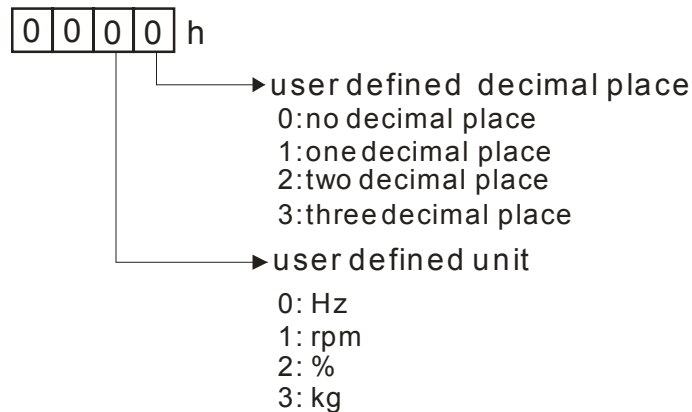 0 0 0 0 h
user defined decimal place
0:no decimal place
1:one decimal place
2:two decimal place
3:three decimal place
user defined unit
0: Hz
1: rpm
2: %
3: kg